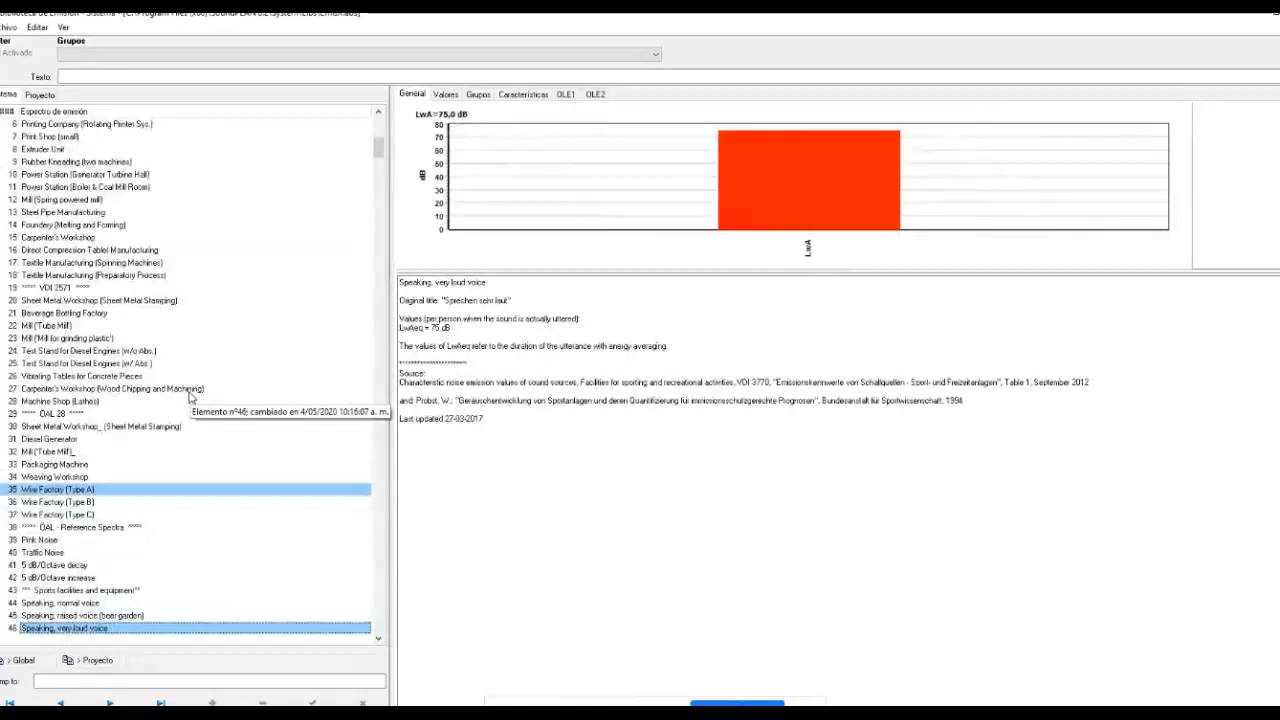 chivo Editar Ver
Grupos
Activado
Texto:
Proyecto
#### Espectro de emisión
6 Printing Company (Rotating Printer Sys.)
7 Print Shop (small)
8 Extruder Unit
9 Rubber Kneading (two machines)
10 Power Station (Generator Turbine Hall)
11 Power Station (Boiler & Coal Mill Room)
12 Mill (Spring powered mill)
13 Steel Pipe Manufacturing
14 Foundery (Melting and Forming)
15 Carpenter's Workshop
16 Direct Compression Tablet Manufacturing
17 Textile Manufacturing (Spinning Machines)
18 Textile Manufacturing (Preparatory Process)
19 ***** VDI 2571 *****
20 Sheet Metal Workshop (Sheet Metal Stamping)
21 Beverage Bottling Factory
22 Mill ('Tube Mill')
23 Mill ('Mill for grinding plastic')
24 Test Stand for Diesel Engines (w/o Abs.)
25 Test Stand for Diesel Engines (w/ Abs.)
26 Vibrating Tables for Concrete Pieces
27 Carpenter's Workshop (Wood Chipping and Machining)
28 Machine Shop (Lathes)
Elemento nº46; cambiado en 4/05/2020 10:16:07 a. m.
29 ***** ÖAL 28 *****
30 Sheet Metal Workshop_ (Sheet Metal Stamping)
31 Diesel Generator
32 Mill ('Tube Mill')_
33 Packaging Machine
34 Weaving Workshop
35 Wire Factory (Type A)
36 Wire Factory (Type B)
37 Wire Factory (Type C)
38 ***** ÖAL - Reference Spectra *****
39 Pink Noise
40 Traffic Noise
41 5 dB/Octave decay
42 5 dB/Octave increase
43 *** Sports facilities and equipment**
44 Speaking, normal voice
45 Speaking, raised voice (beer garden)
46 Speaking, very loud voice
> Global > Proyecto
mp to:
General Valores Grupos Características OLE1 OLE2
LwA=75,0 dB
80
70
60
50
40
30
20
10
0
dB
LwA
Speaking, very loud voice
Original title: "Sprechen sehr laut"
Values (per person when the sound is actually uttered):
LwAeq = 75 dB
The values of LwAeq refer to the duration of the utterance with energy averaging.
********************
Source:
Characteristic noise emission values of sound sources, Facilities for sporting and recreational activities, VDI 3770, "Emissionskennwerte von Schallquellen - Sport- und Freizeitanlagen", Table 1, September 2012
and: Probst, W.: "Geräuschentwicklung von Sportanlagen und deren Quantifizierung für immissionsschutzgerechte Prognosen", Bundesanstalt für Sportwissenschaft, 1994
Last updated 27-03-2017